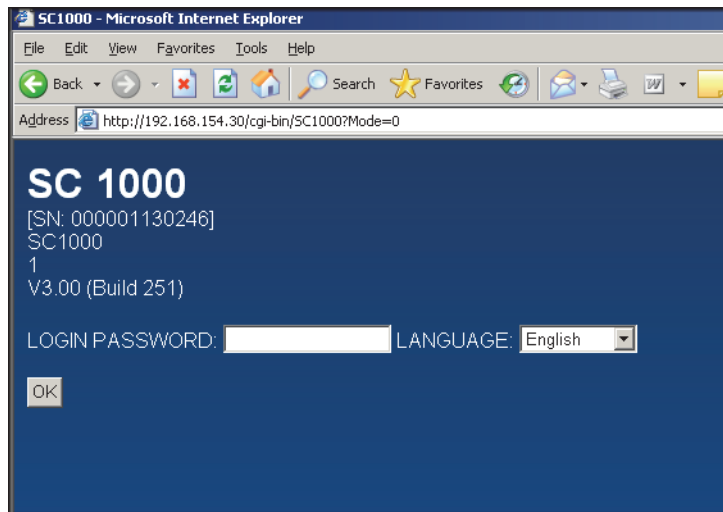 SC1000 - Microsoft Internet Explorer
File Edit View Favorites Tools Help
Back Search Favorites
Address http://192.168.154.30/cgi-bin/SC1000?Mode=0
SC 1000
[SN: 000001130246]
SC1000
1
V3.00 (Build 251)
LOGIN PASSWORD: LANGUAGE: English
OK